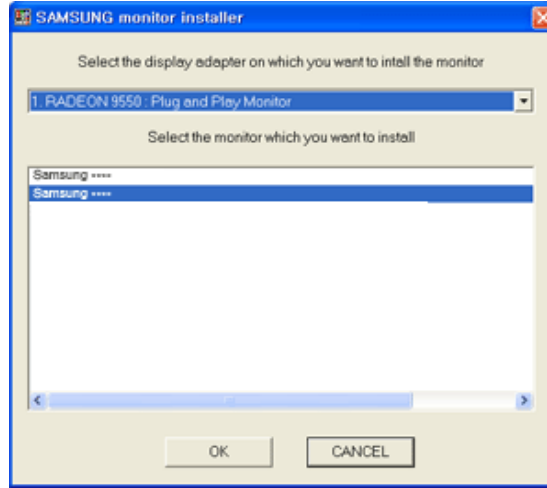 SAMSUNG monitor installer
Select the display adapter on which you want to intall the monitor
1. RADEON 9550 : Plug and Play Monitor
Select the monitor which you want to install
Samsung ----
Samsung ----
OK
CANCEL